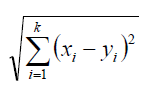 √(∑_{i=1}^{k} (x_i − y_i)^2)